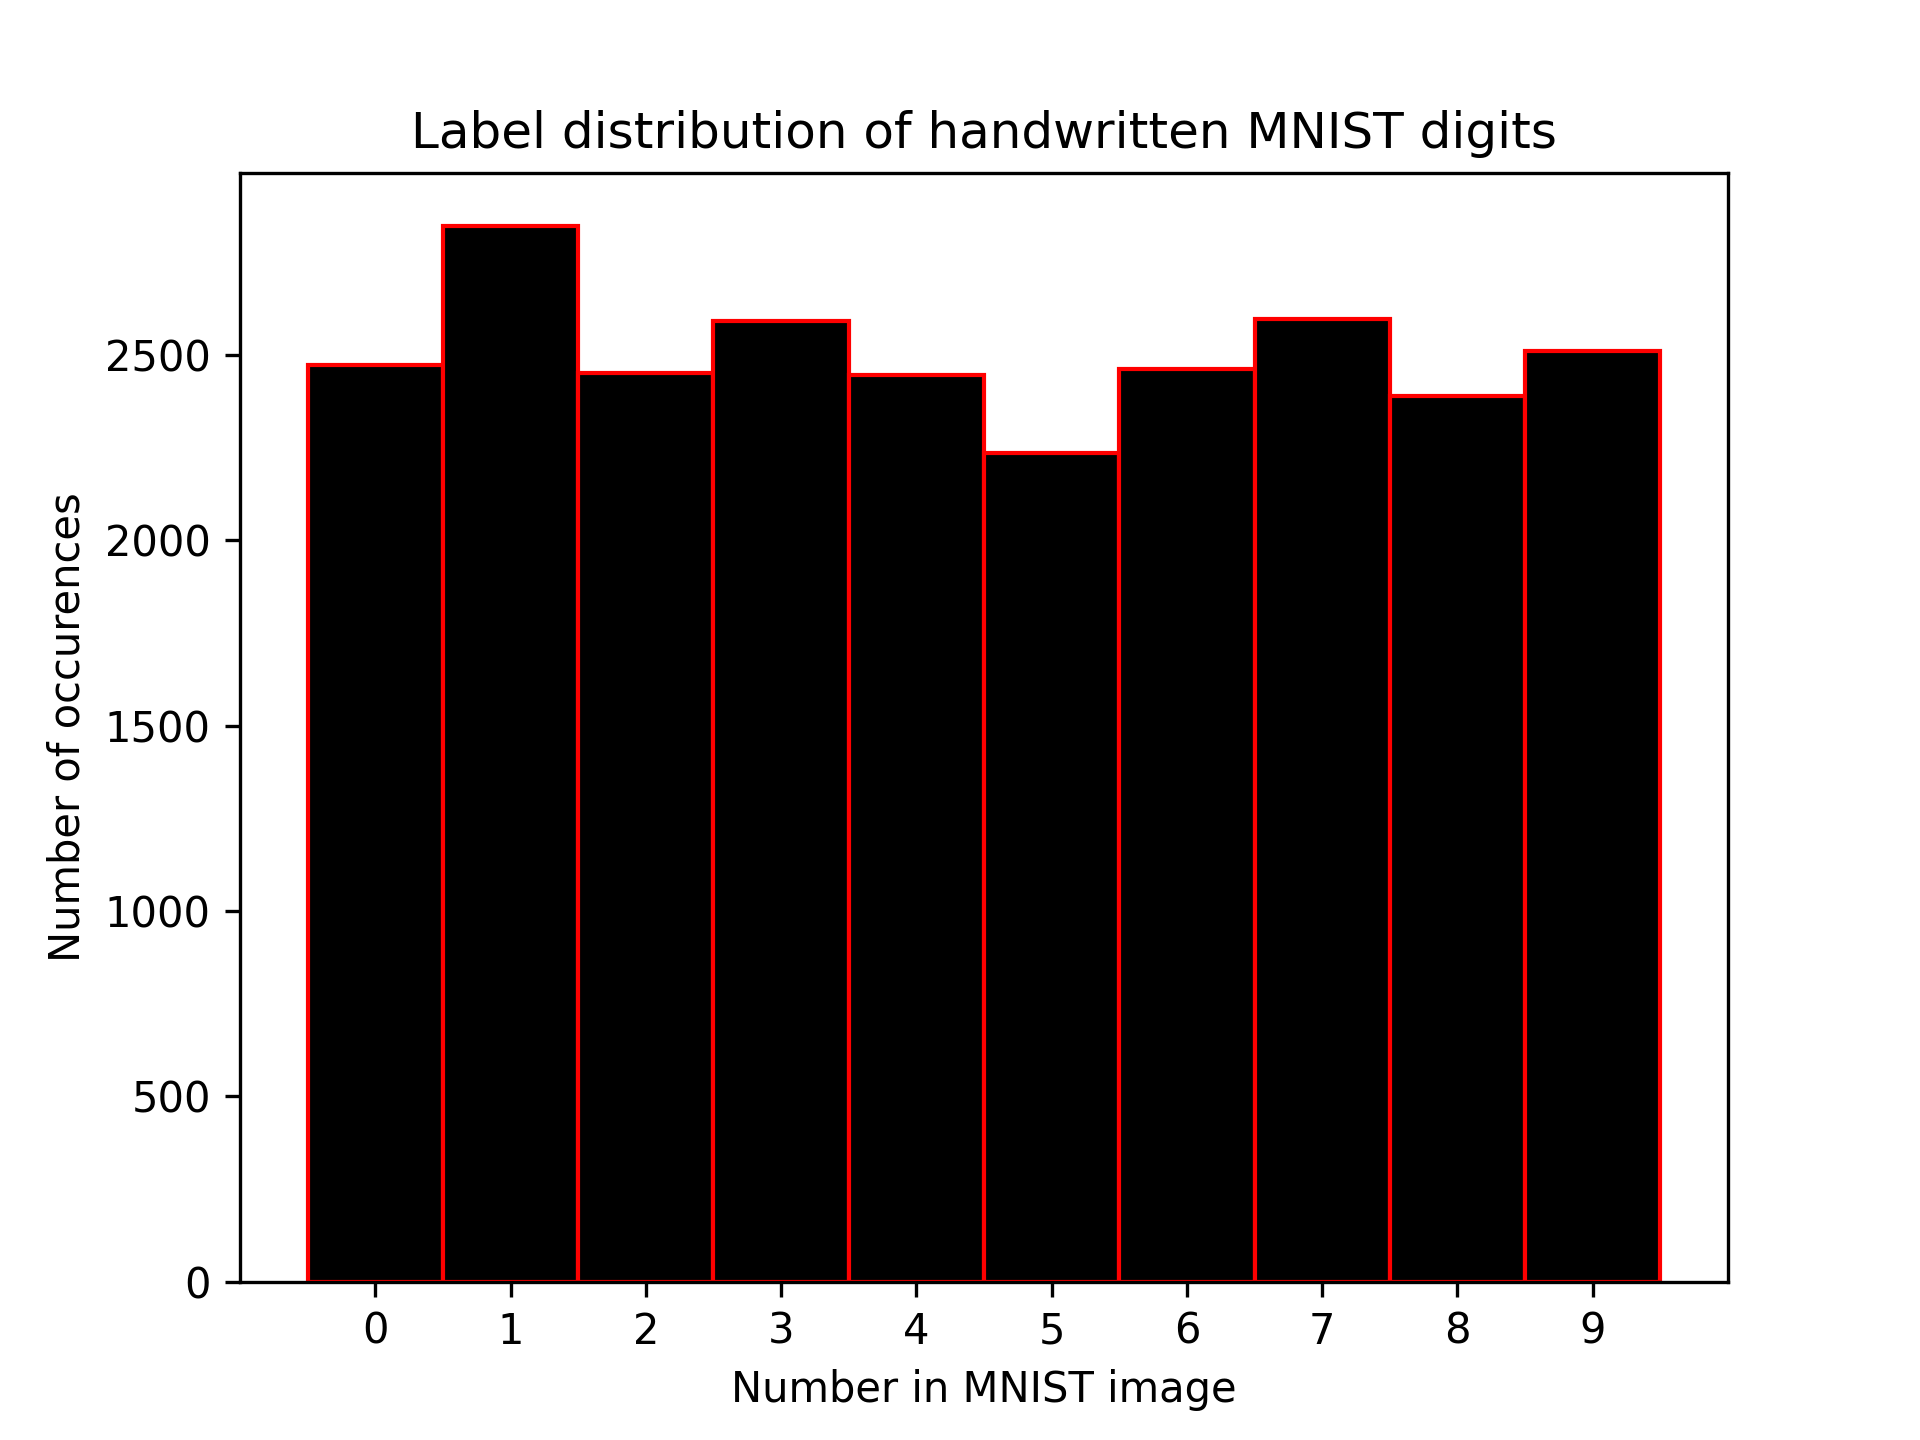 Label distribution of handwritten MNIST digits
Number of occurences
2500
2000
1500
1000
500
0
0 1 2 3 4 5 6 7 8 9
Number in MNIST image